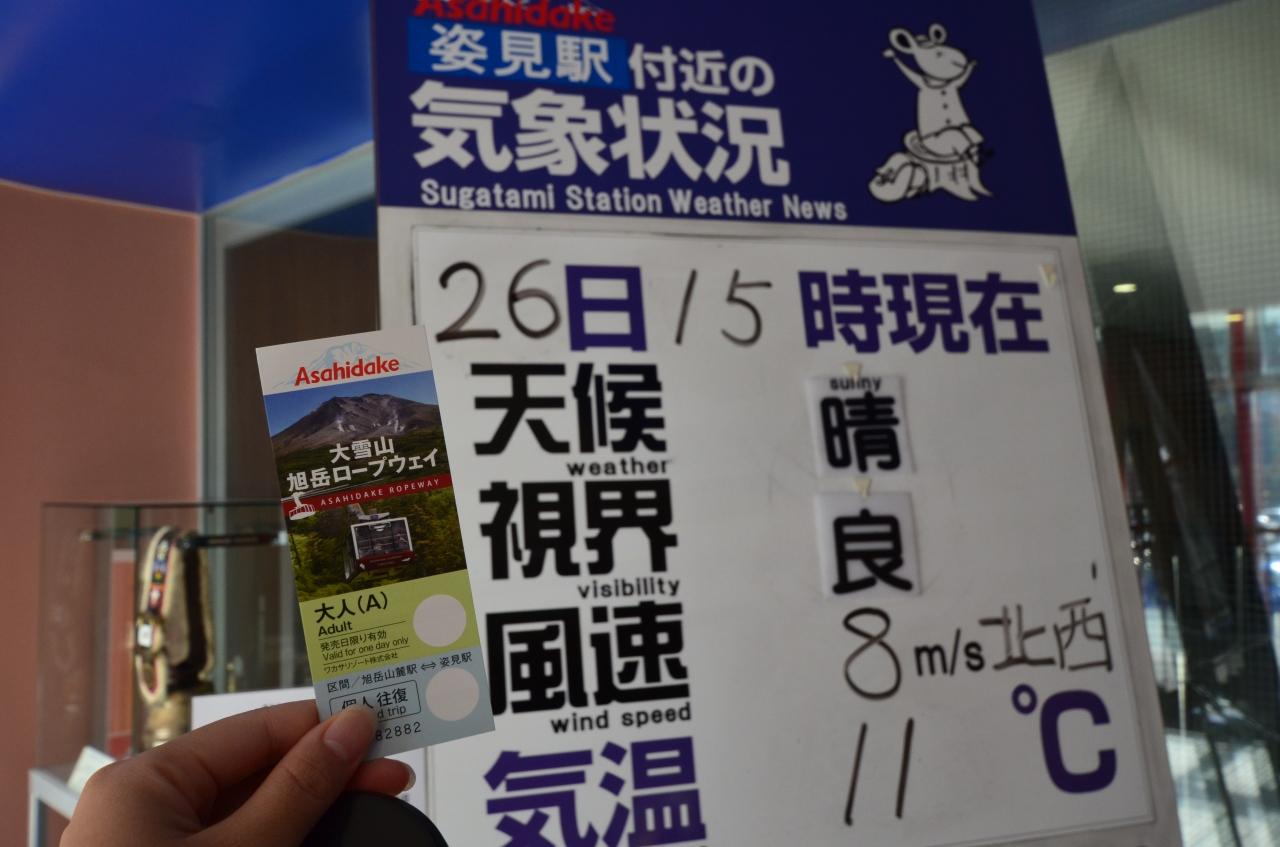 Asahidake
姿見駅付近の
気象状況
Sugatami Station Weather News
26日 15時現在
天候
weather
sunny
晴
視界
visibility
良
風速
wind speed
8 m/s 北西
気温
11 ℃
Asahidake
大雪山
旭岳ロープウェイ
ASAHIDAKE ROPEWAY
大人(A)
Adult
発売日限り有効
Valid for one day only
ワカサリゾート株式会社
区間/旭岳山麓駅⇔姿見駅
個人往復
d trip
82882